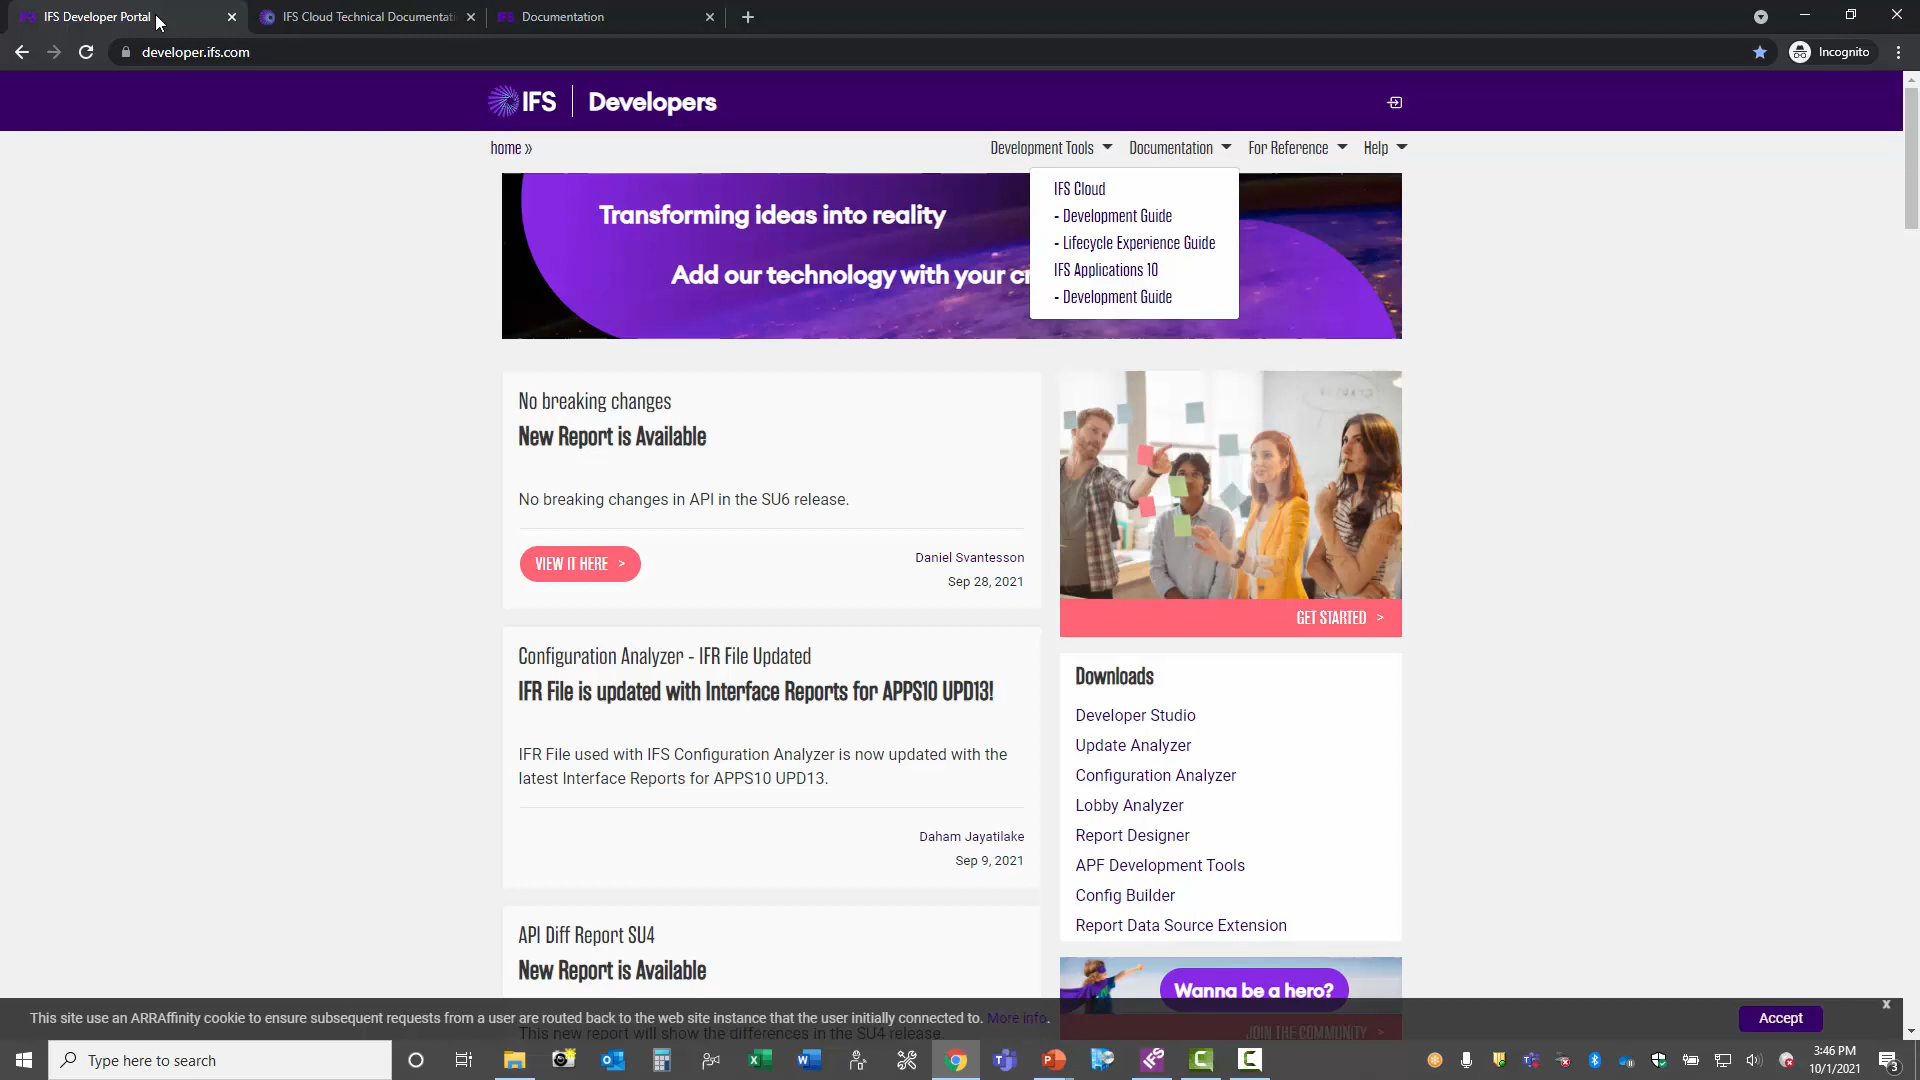 IFS Developer Portal
IFS Cloud Technical Documentati
Documentation
developer.ifs.com
Incognito
IFS | Developers
home »
Development Tools
Documentation
For Reference
Help
IFS Cloud
- Development Guide
- Lifecycle Experience Guide
IFS Applications 10
- Development Guide
Transforming ideas into reality
Add our technology with your cr
No breaking changes
New Report is Available
No breaking changes in API in the SU6 release.
VIEW IT HERE >
Daniel Svantesson
Sep 28, 2021
GET STARTED >
Configuration Analyzer - IFR File Updated
IFR File is updated with Interface Reports for APPS10 UPD13!
IFR File used with IFS Configuration Analyzer is now updated with the
latest Interface Reports for APPS10 UPD13.
Daham Jayatilake
Sep 9, 2021
Downloads
Developer Studio
Update Analyzer
Configuration Analyzer
Lobby Analyzer
Report Designer
APF Development Tools
Config Builder
Report Data Source Extension
API Diff Report SU4
New Report is Available
This new report will show the differences in the SU4 release.
Wanna be a hero?
JOIN THE COMMUNITY >
This site use an ARRAffinity cookie to ensure subsequent requests from a user are routed back to the web site instance that the user initially connected to. More info.
Accept
x
Type here to search
3:46 PM
10/1/2021
3